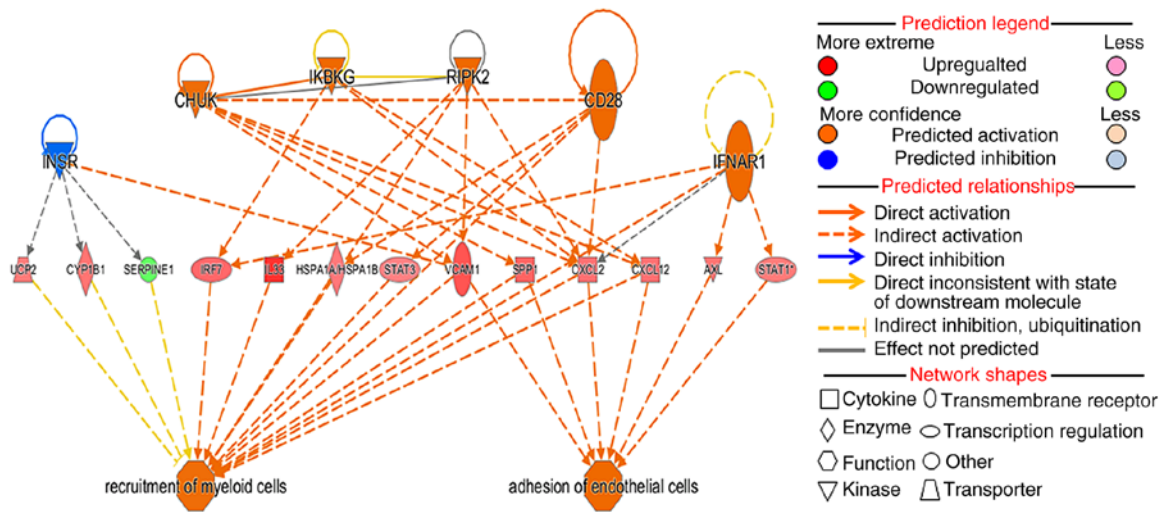 CHUK
IKBKG
RIPK2
CD28
INSR
IFNAR1
UCP2
CYP1B1
SERPINE1
IRF7
IL33
HSPA1A/HSPA1B
STAT3
VCAM1
SPP1
CXCL2
CXCL12
AXL
STAT1*
recruitment of myeloid cells
adhesion of endothelial cells
Prediction legend
More extreme Less
Upregualted
Downregulated
More confidence Less
Predicted activation
Predicted inhibition
Predicted relationships
Direct activation
Indirect activation
Direct inhibition
Direct inconsistent with state
of downstream molecule
Indirect inhibition, ubiquitination
Effect not predicted
Network shapes
Cytokine Transmembrane receptor
Enzyme Transcription regulation
Function Other
Kinase Transporter